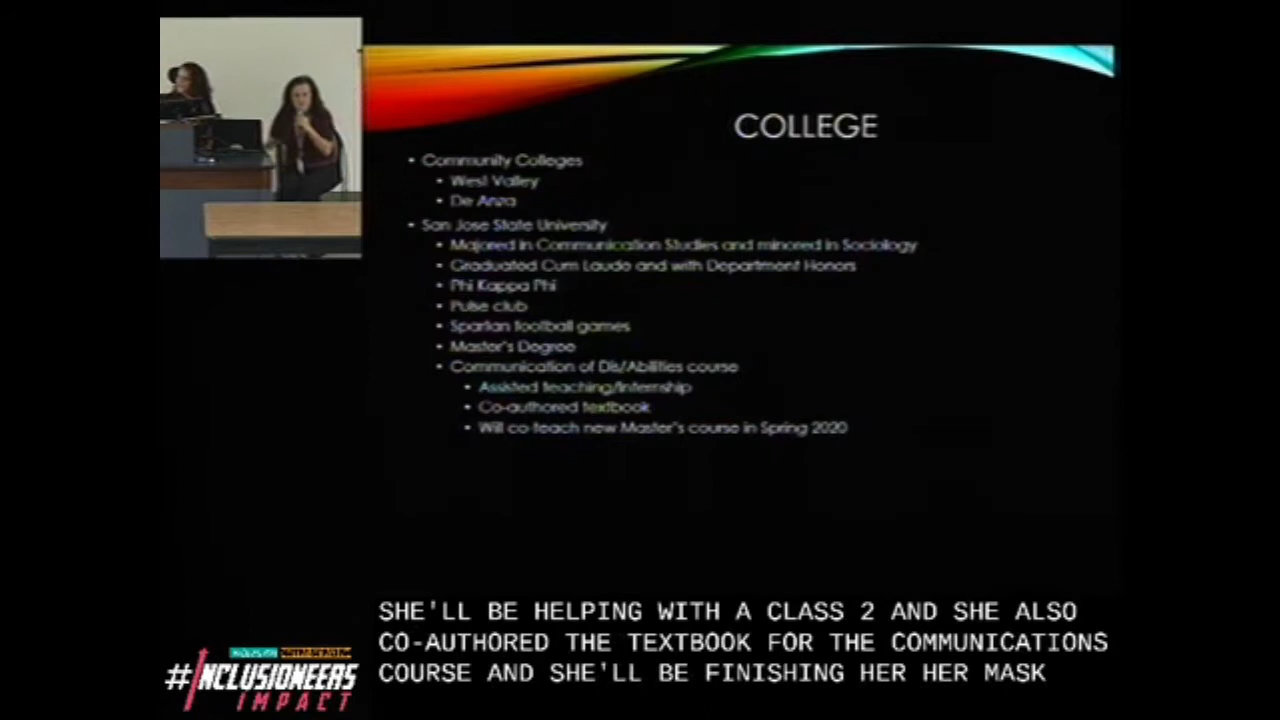 COLLEGE
• Community Colleges
• West Valley
• De Anza
• San Jose State University
• Majored in Communication Studies and minored in Sociology
• Graduated Cum Laude and with Department Honors
• Phi Kappa Phi
• Pulse club
• Spartan football games
• Master's Degree
• Communication of Dis/Abilities course
• Assisted teaching/Internship
• Co-authored textbook
• Will co-teach new Master's course in Spring 2020
SHE'LL BE HELPING WITH A CLASS 2 AND SHE ALSO
CO-AUTHORED THE TEXTBOOK FOR THE COMMUNICATIONS
COURSE AND SHE'LL BE FINISHING HER HER MASK
#INCLUSIONEERS
IMPACT